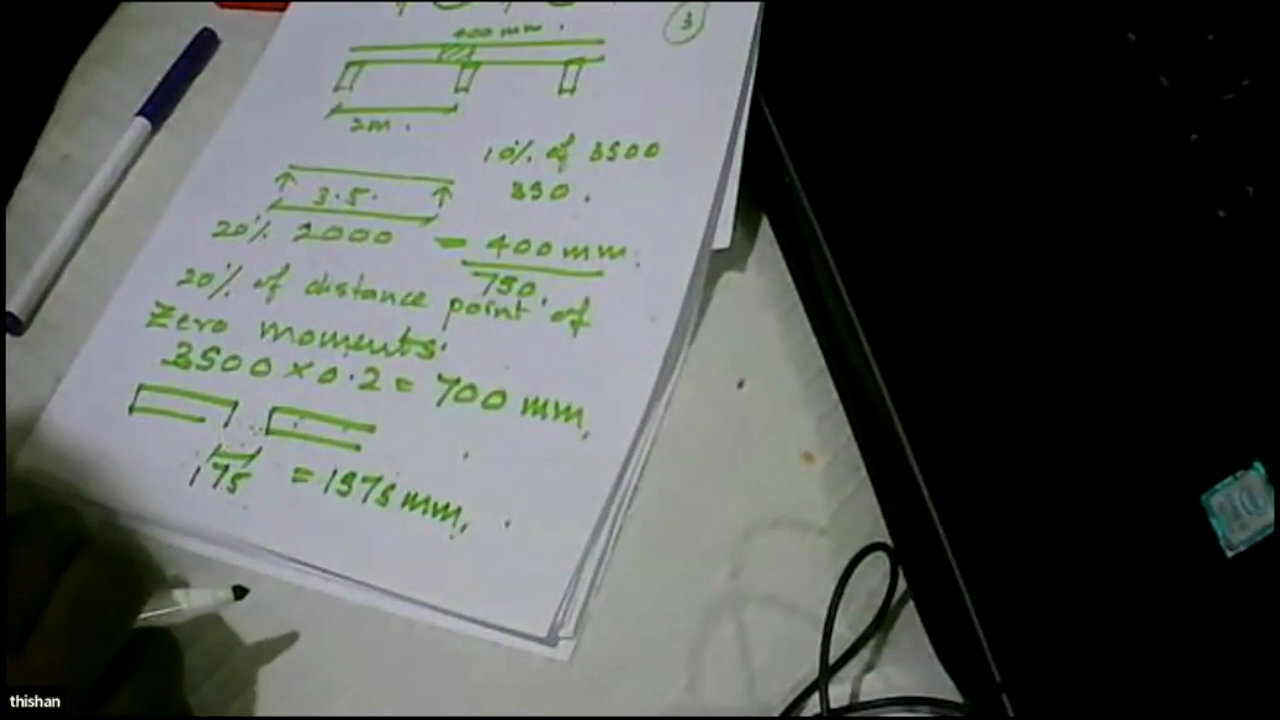 3
400 mm.
2m.
10% of 3500
350.
3.5.
20% 2000 = 400 mm.
750.
20% of distance point of
Zero moments.
3500 × 0.2 = 700 mm,
175 = 1575 mm,
thishan